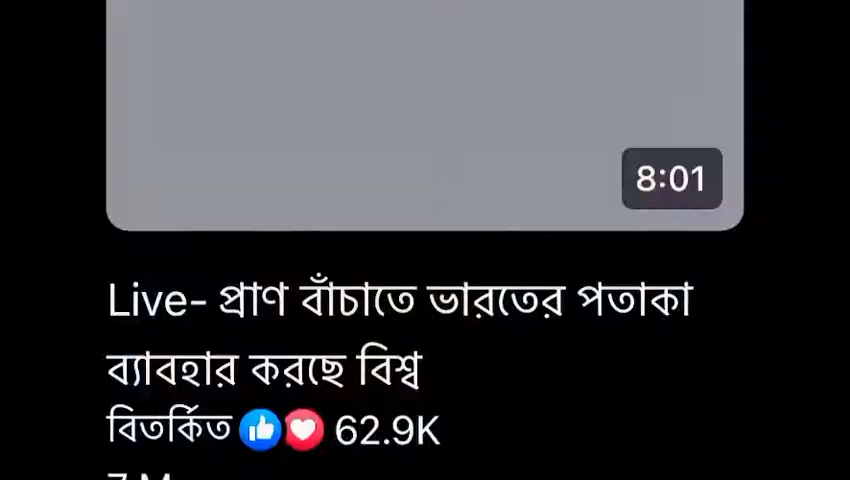 8:01
Live- প্রাণ বাঁচাতে ভারতের পতাকা
ব্যাবহার করছে বিশ্ব
বিতর্কিত 62.9K